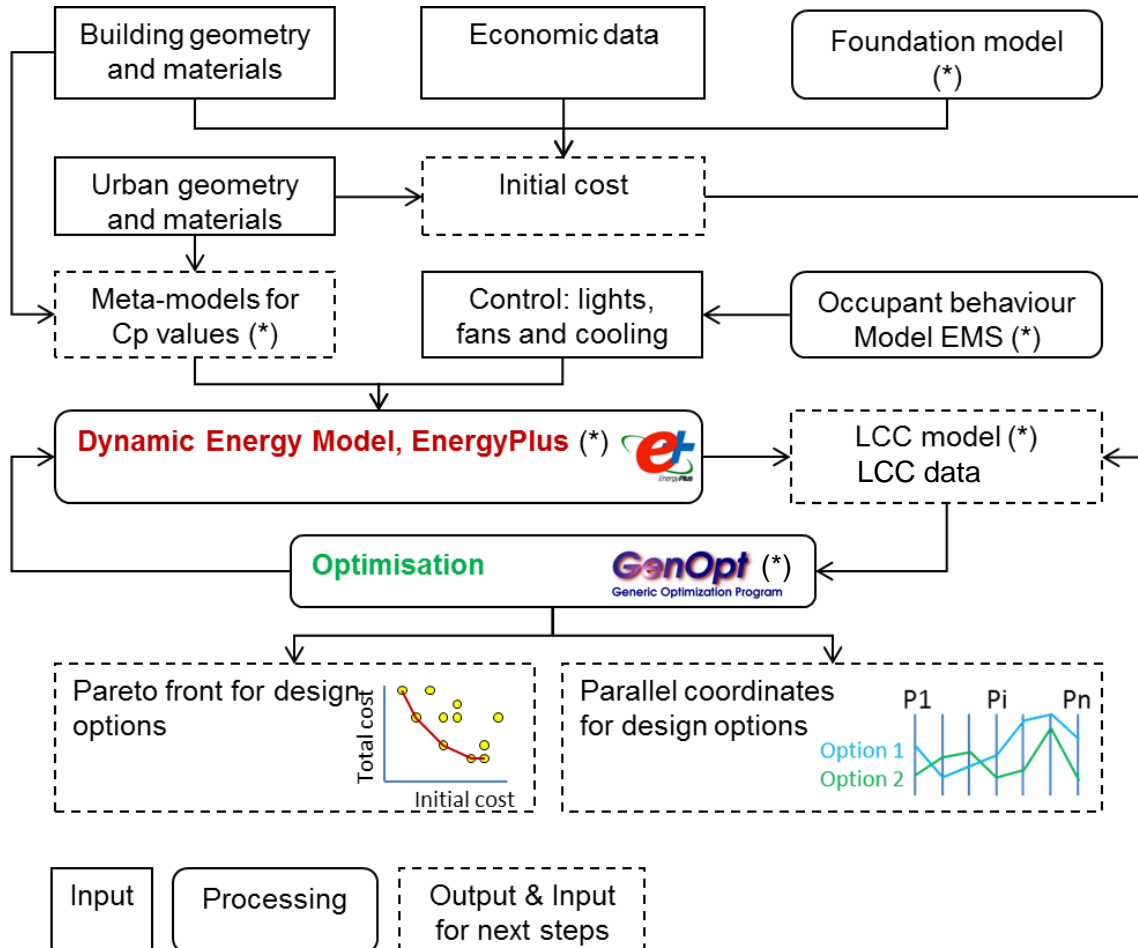 Building geometry
and materials
Economic data
Foundation model
(*)
Urban geometry
and materials
Initial cost
Meta-models for
Cp values (*)
Control: lights,
fans and cooling
Occupant behaviour
Model EMS (*)
Dynamic Energy Model, EnergyPlus (*)
e+
EnergyPlus
LCC model (*)
LCC data
Optimisation
GenOpt (*)
Generic Optimization Program
Pareto front for design
options
Total cost
Initial cost
Parallel coordinates
for design options
P1 Pi Pn
Option 1
Option 2
Input
Processing
Output & Input
for next steps